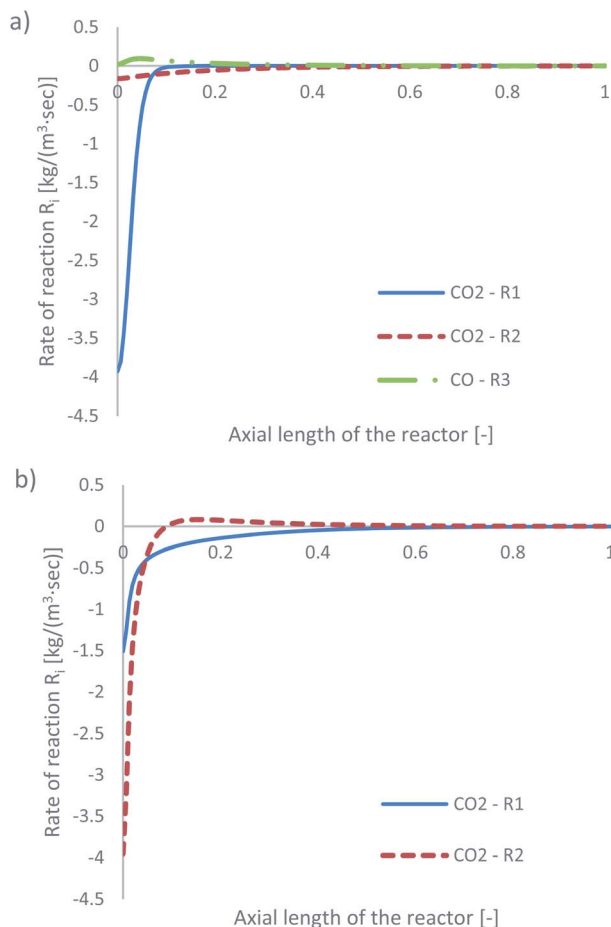 a)
0.5
0
-0.5
-1
-1.5
-2
-2.5
-3
-3.5
-4
-4.5
0 0.2 0.4 0.6 0.8 1
Rate of reaction Ri [kg/(m³·sec)]
CO2 - R1
CO2 - R2
CO - R3
Axial length of the reactor [-]
b)
0.5
0
-0.5
-1
-1.5
-2
-2.5
-3
-3.5
-4
-4.5
0 0.2 0.4 0.6 0.8 1
Rate of reaction Ri [kg/(m³·sec)]
CO2 - R1
CO2 - R2
Axial length of the reactor [-]